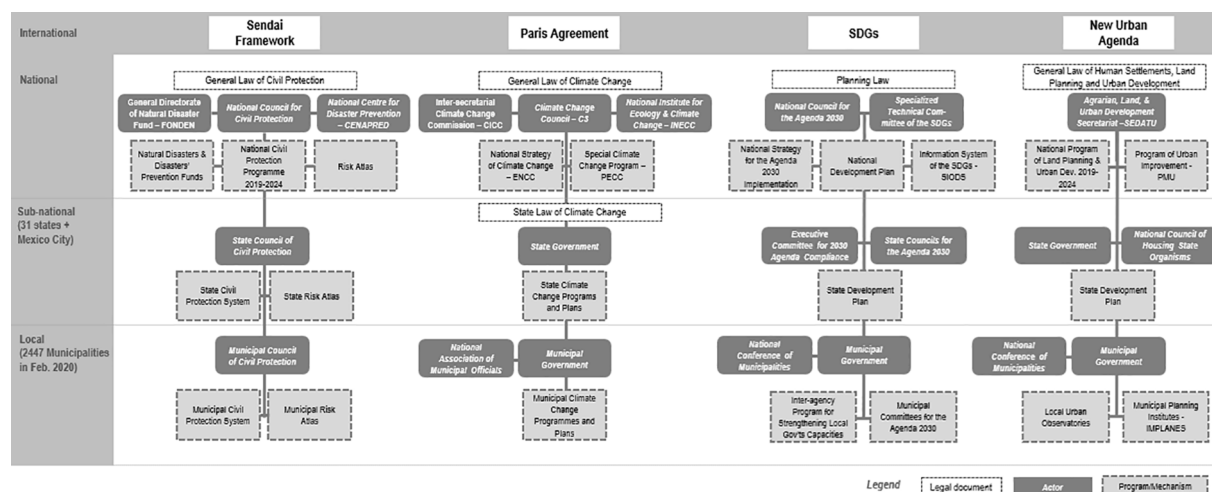 International
Sendai
Framework
Paris Agreement
SDGs
New Urban
Agenda
National
General Law of Civil Protection
General Directorate
of Natural Disaster
Fund – FONDEN
National Council for
Civil Protection
National Centre for
Disaster Prevention
– CENAPRED
Natural Disasters &
Disasters'
Prevention Funds
National Civil
Protection
Programme
2019-2024
Risk Atlas
General Law of Climate Change
Inter-secretarial
Climate Change
Commission – CICC
Climate Change
Council – C3
National Institute for
Ecology & Climate
Change – INECC
National Strategy
of Climate Change
– ENCC
Special Climate
Change Program –
PECC
Planning Law
National Council for
the Agenda 2030
Specialized
Technical Com-
mittee of the SDGs
National Strategy
for the Agenda
2030
Implementation
National
Development Plan
Information System
of the SDGs -
SIODS
General Law of Human Settlements, Land
Planning and Urban Development
Agrarian, Land, &
Urban Development
Secretariat –SEDATU
National Program
of Land Planning &
Urban Dev. 2019-
2024
Program of Urban
Improvement -
PMU
Sub-national
(31 states +
Mexico City)
State Council of
Civil Protection
State Civil
Protection System
State Risk Atlas
State Law of Climate Change
State Government
State Climate
Change Programs
and Plans
Executive
Committee for 2030
Agenda Compliance
State Councils for
the Agenda 2030
State Development
Plan
State Government
National Council of
Housing State
Organisms
State Development
Plan
Local
(2447 Municipalities
in Feb. 2020)
Municipal Council
of Civil Protection
Municipal Civil
Protection System
Municipal Risk
Atlas
National
Association of
Municipal Officials
Municipal
Government
Municipal Climate
Change
Programmes and
Plans
National
Conference of
Municipalities
Municipal
Government
Inter-agency
Program for
Strengthening Local
Gov'ts Capacities
Municipal
Committees for the
Agenda 2030
National
Conference of
Municipalities
Municipal
Government
Local Urban
Observatories
Municipal Planning
Institutes -
IMPLANES
Legend
Legal document
Actor
Program/Mechanism